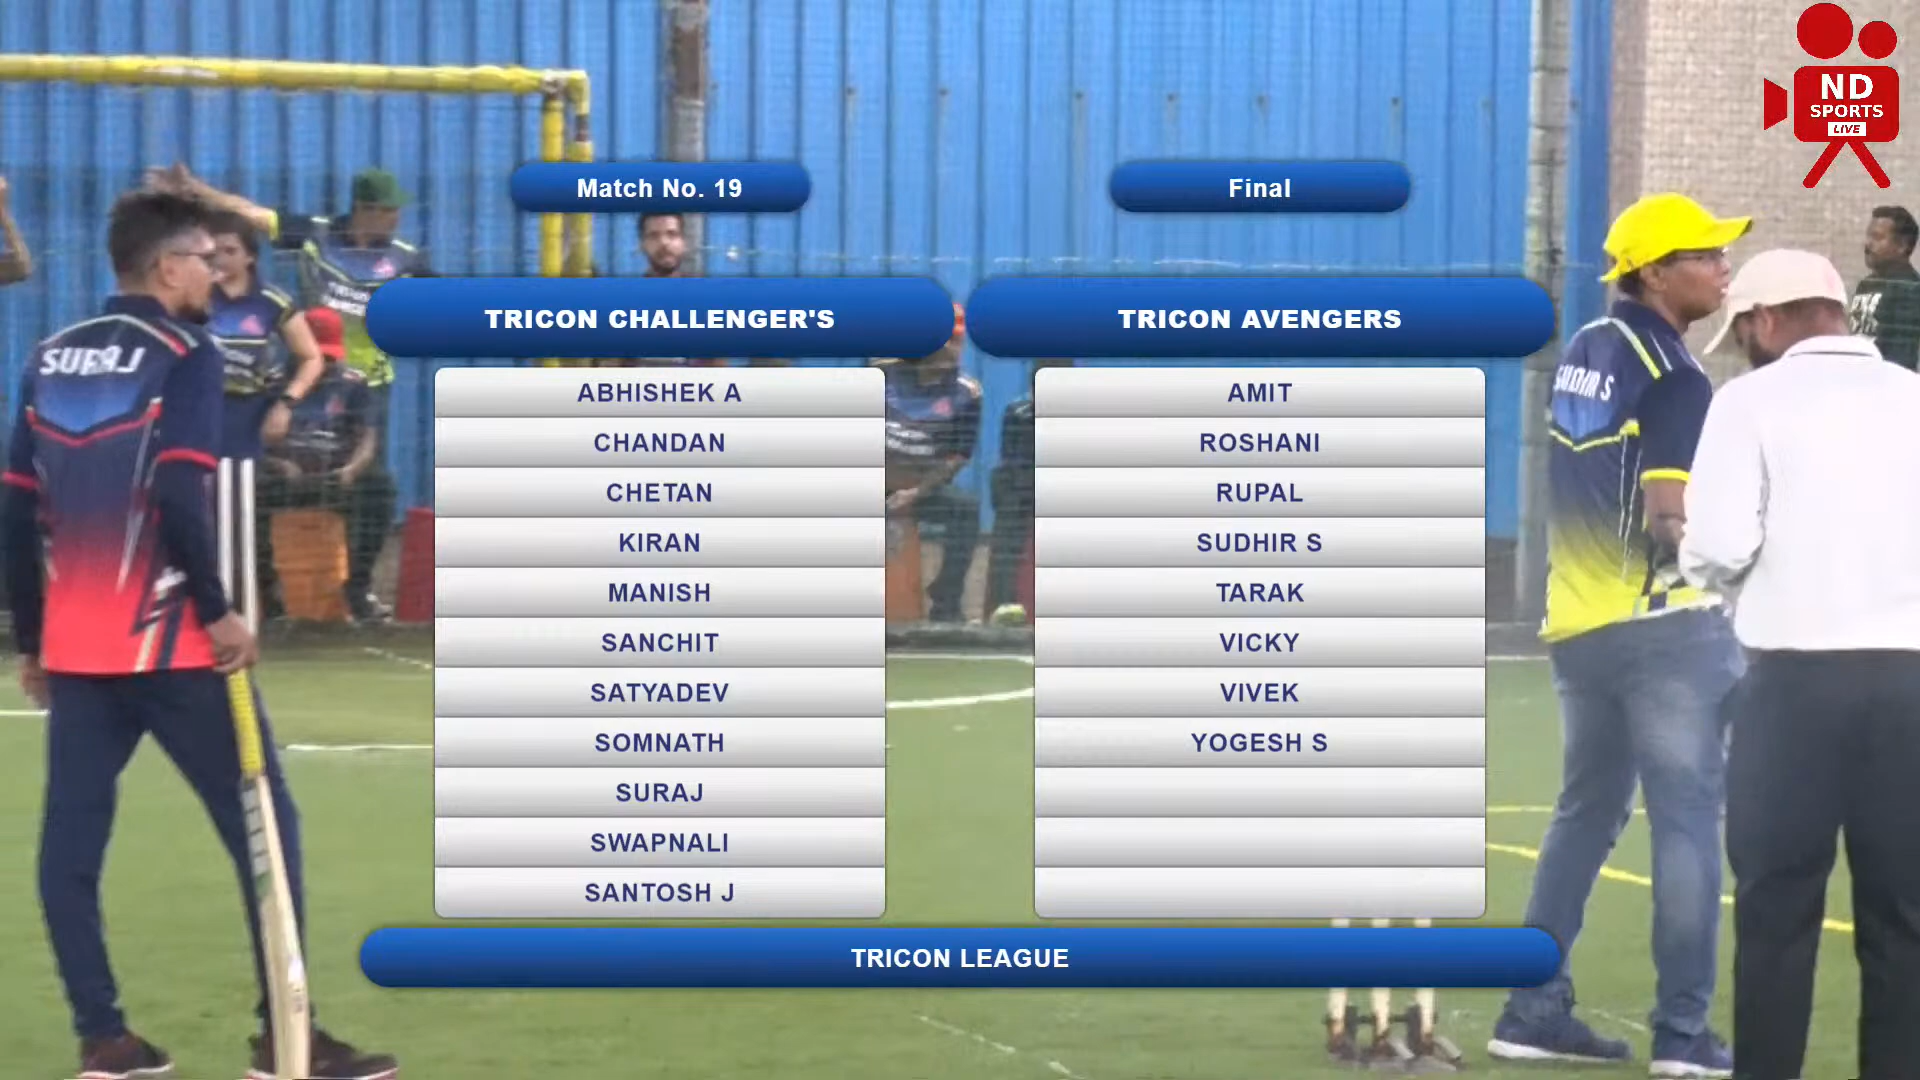 ND
SPORTS
LIVE
Match No. 19
Final
TRICON CHALLENGER'S
TRICON AVENGERS
SURAJ
SUDHIR S
ABHISHEK A
CHANDAN
CHETAN
KIRAN
MANISH
SANCHIT
SATYADEV
SOMNATH
SURAJ
SWAPNALI
SANTOSH J
AMIT
ROSHANI
RUPAL
SUDHIR S
TARAK
VICKY
VIVEK
YOGESH S
TRICON LEAGUE